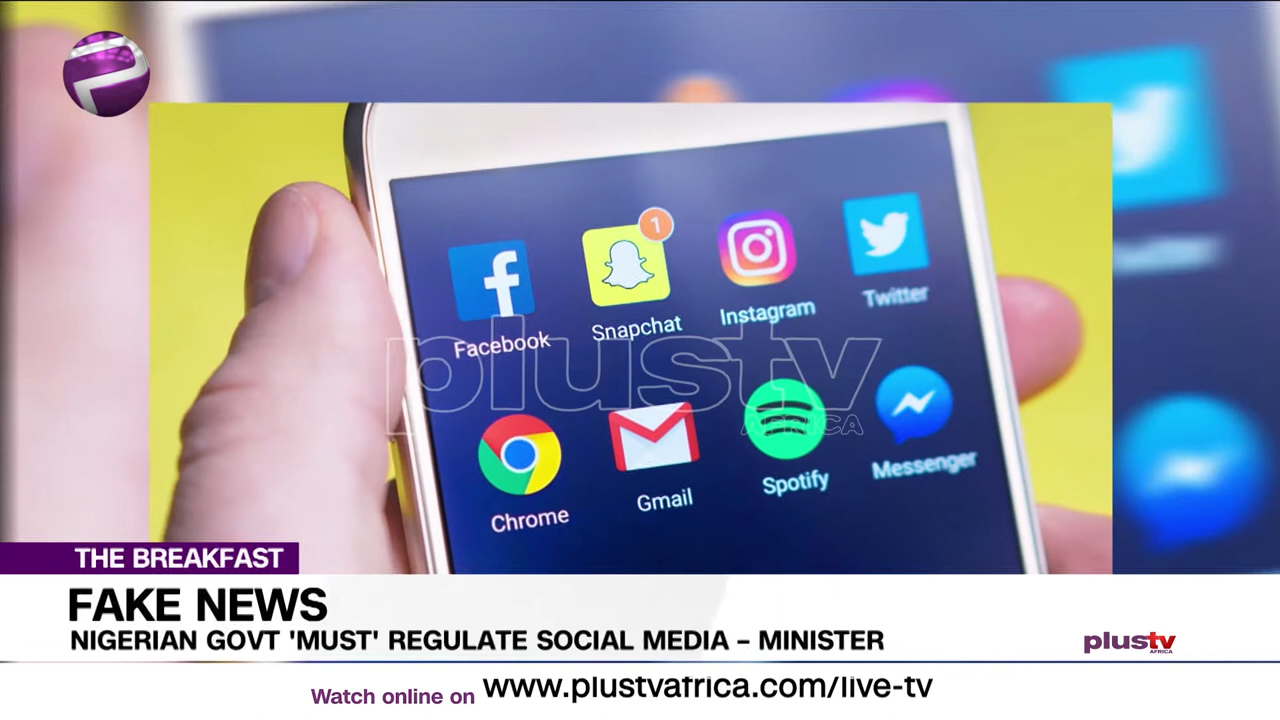 1
Facebook
Snapchat
Instagram
Twitter
plustv
AFRICA
Chrome
Gmail
Spotify
Messenger
THE BREAKFAST
FAKE NEWS
NIGERIAN GOVT 'MUST' REGULATE SOCIAL MEDIA – MINISTER
plustv
AFRICA
Watch online on www.plustvafrica.com/live-tv